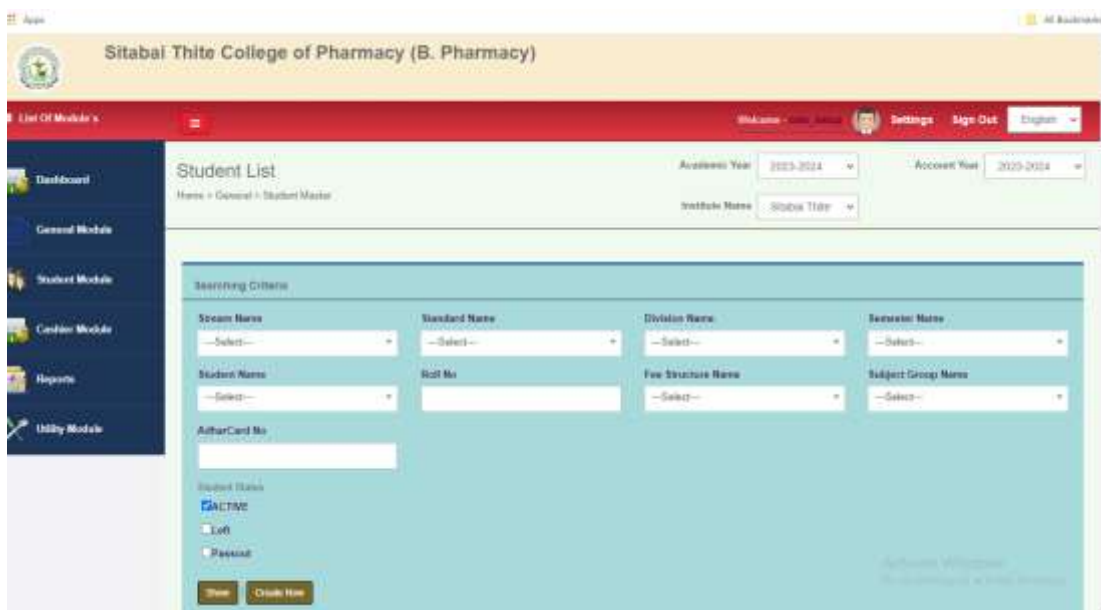 Apps
All Bookmarks
Sitabai Thite College of Pharmacy (B. Pharmacy)
List Of Module's
Welcome -
Settings
Sign Out
English
Dashboard
General Module
Student Module
Cashier Module
Reports
Utility Module
Student List
Home > General > Student Master
Academic Year
2023-2024
Account Year
2023-2024
Institute Name
Sitabai Thite
Searching Criteria
Stream Name
Standard Name
Division Name
Semester Name
---Select---
---Select---
---Select---
---Select---
Student Name
Roll No
Fee Structure Name
Subject Group Name
---Select---
---Select---
---Select---
AdharCard No
Student Status
ACTIVE
Left
Passout
Show
Create New
Activate Windows